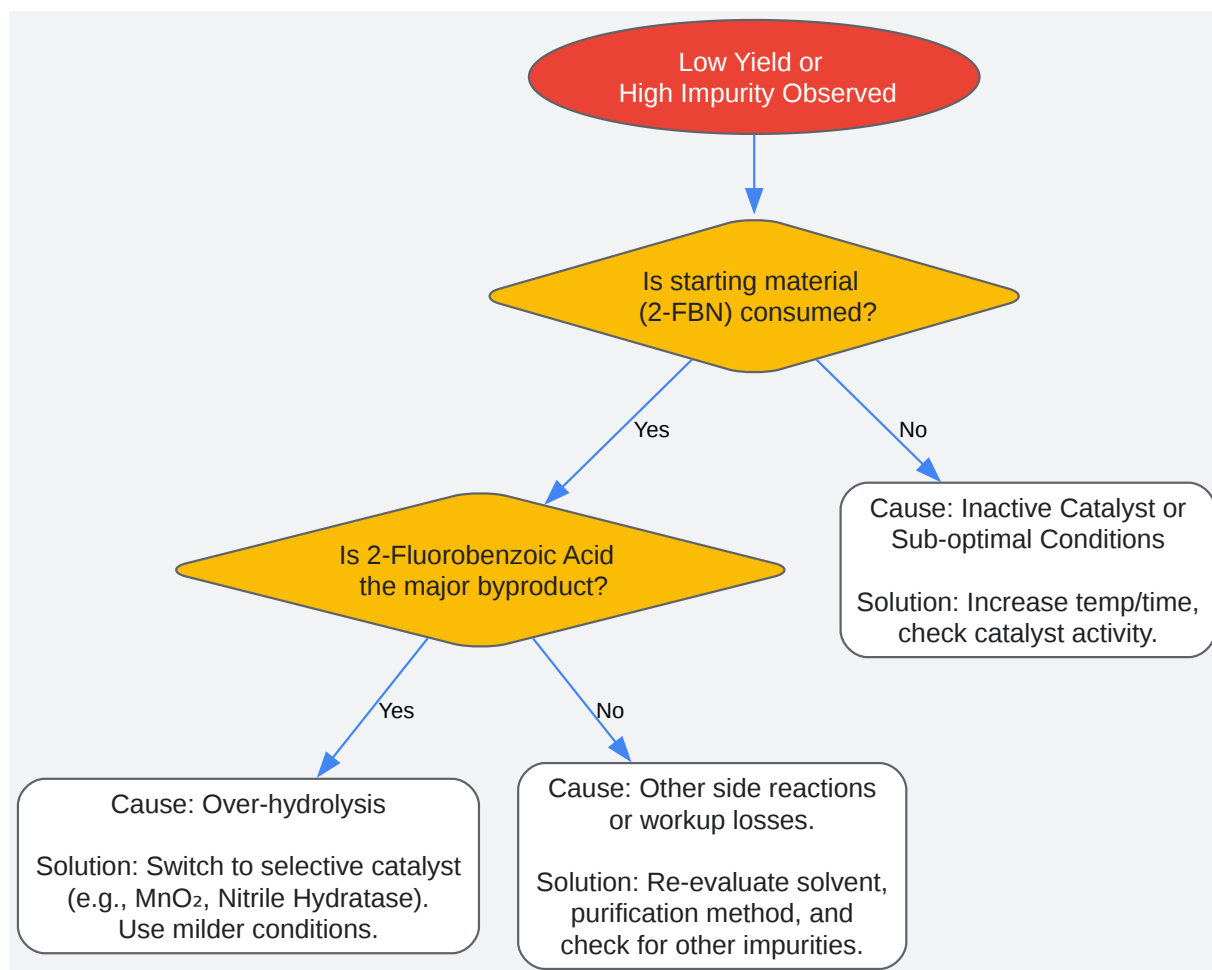 Low Yield or
High Impurity Observed
Is starting material
(2-FBN) consumed?
Yes
No
Is 2-Fluorobenzoic Acid
the major byproduct?
Cause: Inactive Catalyst or
Sub-optimal Conditions
Solution: Increase temp/time,
check catalyst activity.
Yes
No
Cause: Over-hydrolysis
Solution: Switch to selective catalyst
(e.g., MnO₂, Nitrile Hydratase).
Use milder conditions.
Cause: Other side reactions
or workup losses.
Solution: Re-evaluate solvent,
purification method, and
check for other impurities.